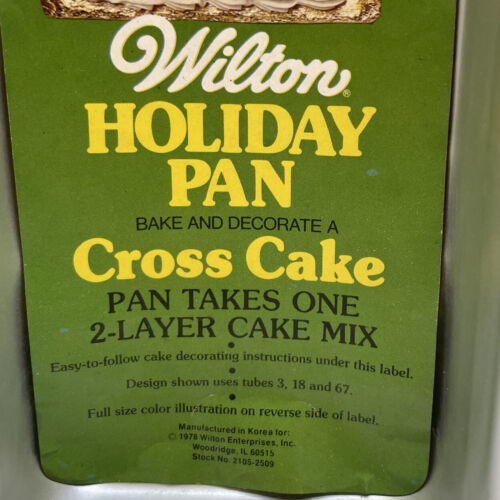 Wilton®
HOLIDAY
PAN
BAKE AND DECORATE A
Cross Cake
PAN TAKES ONE
2-LAYER CAKE MIX
•
Easy-to-follow cake decorating instructions under this label.
•
Design shown uses tubes 3, 18 and 67.
•
Full size color illustration on reverse side of label.
Manufactured in Korea for:
© 1978 Wilton Enterprises, Inc.
Woodridge, IL 60515
Stock No. 2105-2509